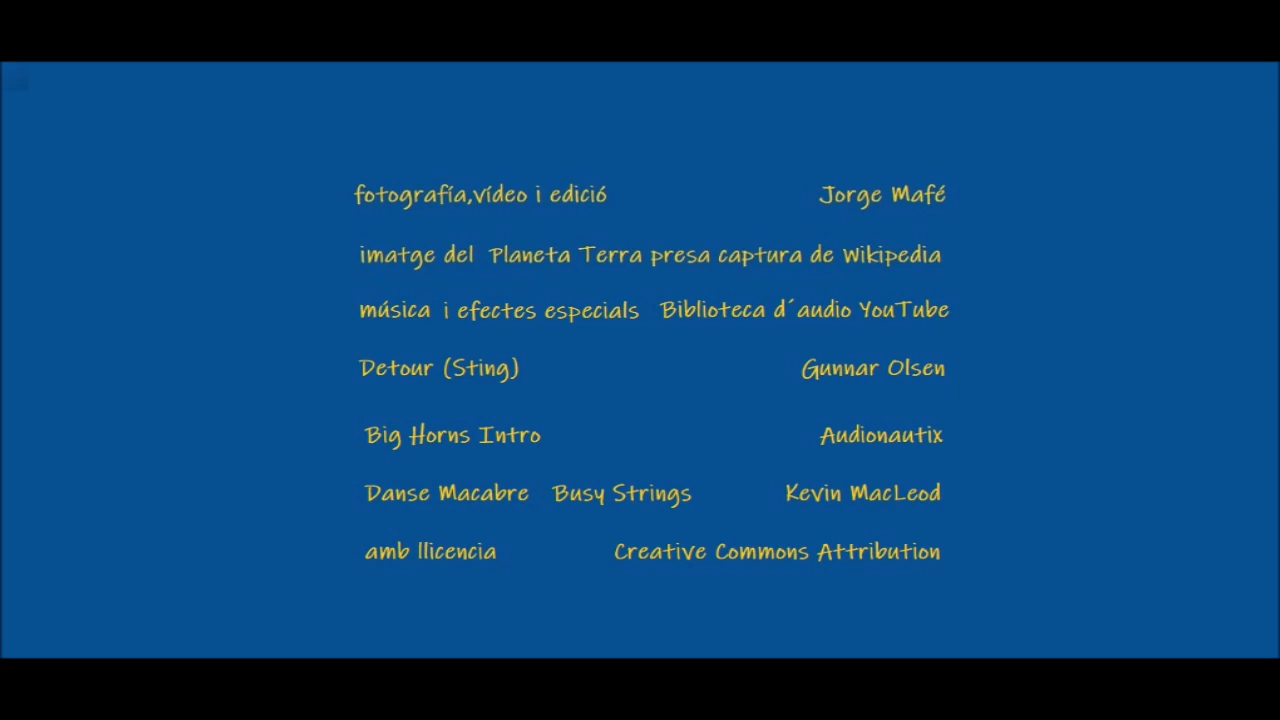 fotografía,vídeo i edició Jorge Mafé
imatge del Planeta Terra presa captura de Wikipedia
música i efectes especials Biblioteca d´audio YouTube
Detour (Sting) Gunnar Olsen
Big Horns Intro Audionautix
Danse Macabre Busy Strings Kevin MacLeod
amb llicencia Creative Commons Attribution